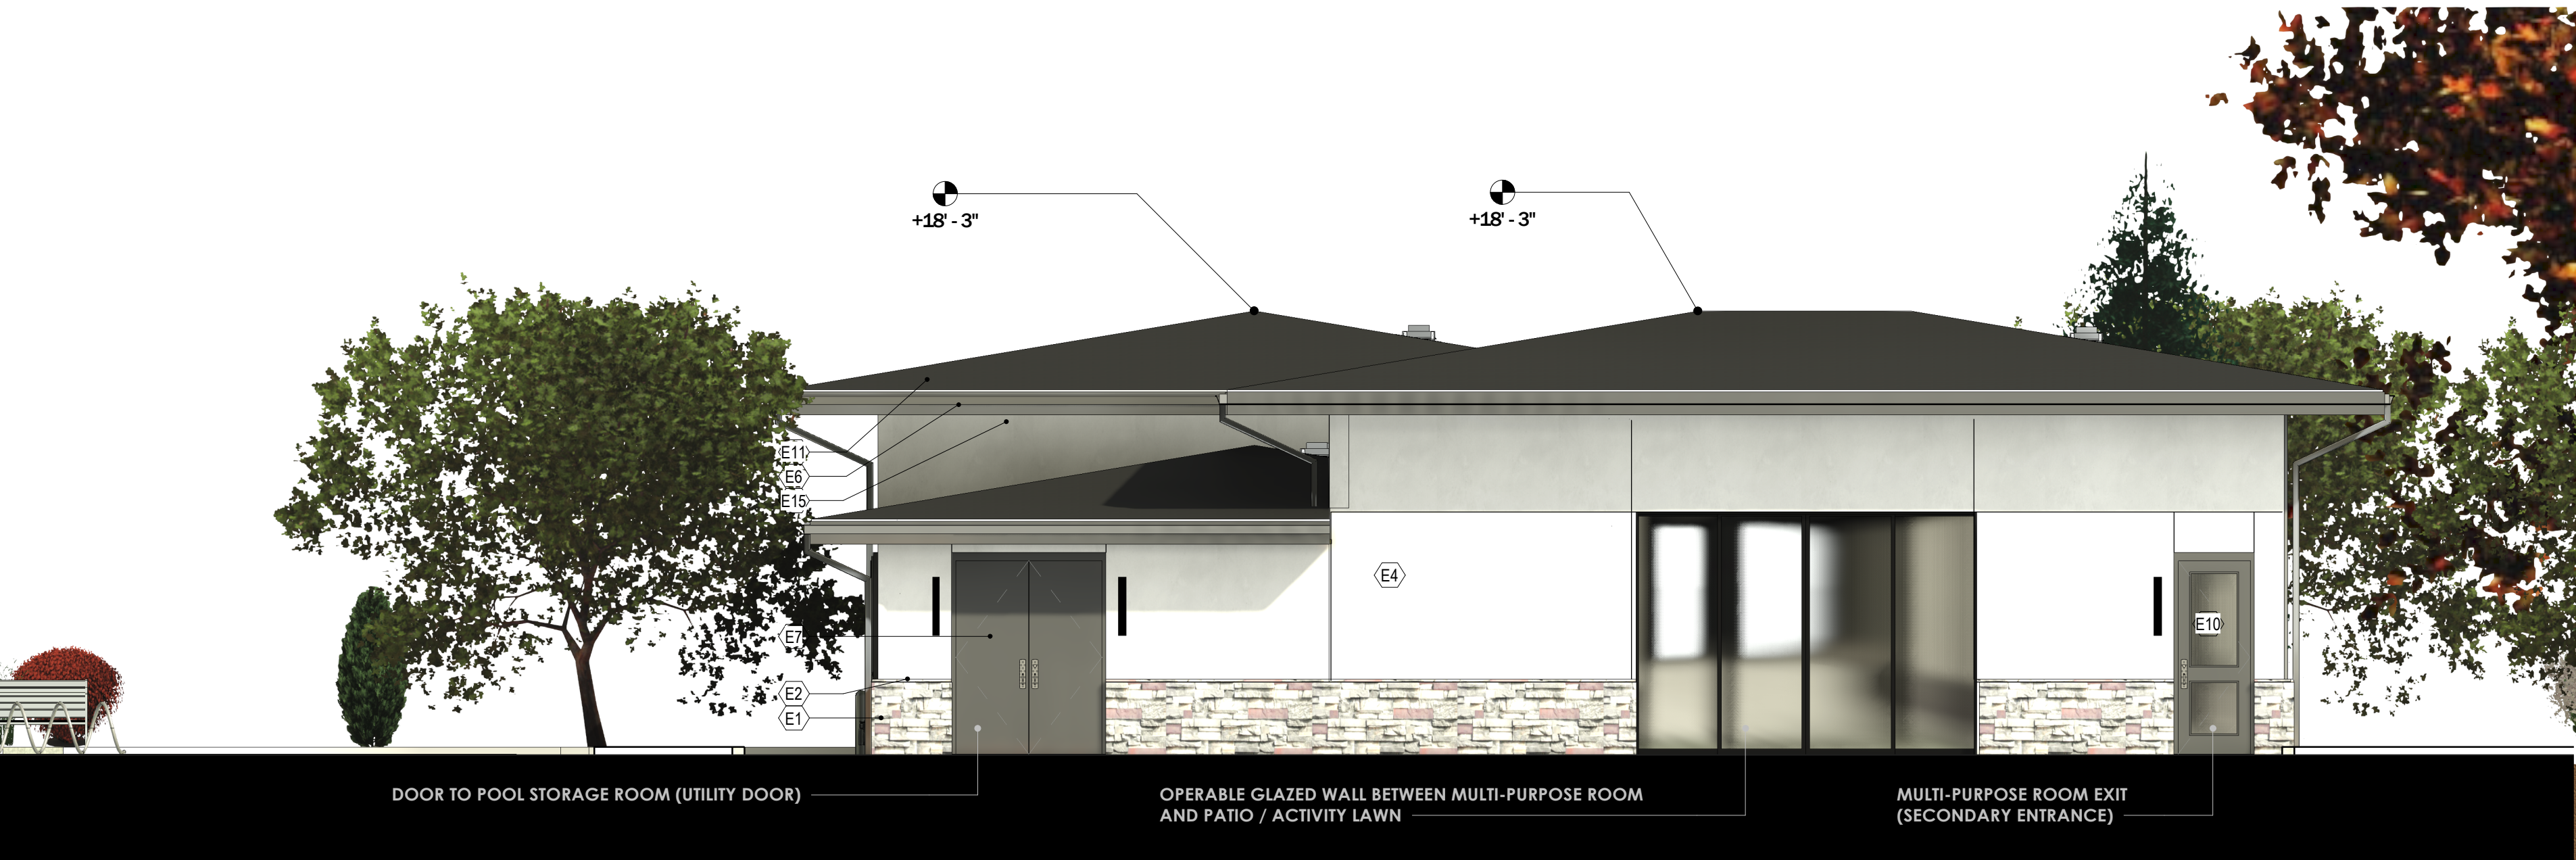 +18' - 3"
+18' - 3"
E11
E6
E15
E4
E10
E7
E2
E1
DOOR TO POOL STORAGE ROOM (UTILITY DOOR)
OPERABLE GLAZED WALL BETWEEN MULTI-PURPOSE ROOM
AND PATIO / ACTIVITY LAWN
MULTI-PURPOSE ROOM EXIT
(SECONDARY ENTRANCE)